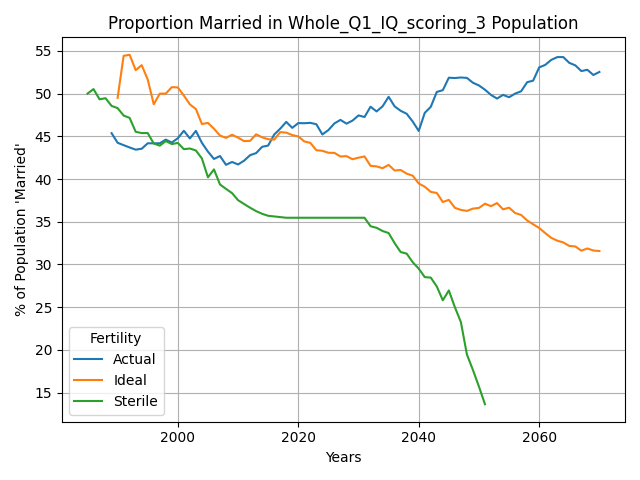 Proportion Married in Whole_Q1_IQ_scoring_3 Population
% of Population 'Married'
55
50
45
40
35
30
25
20
15
Fertility
Actual
Ideal
Sterile
2000 2020 2040 2060
Years